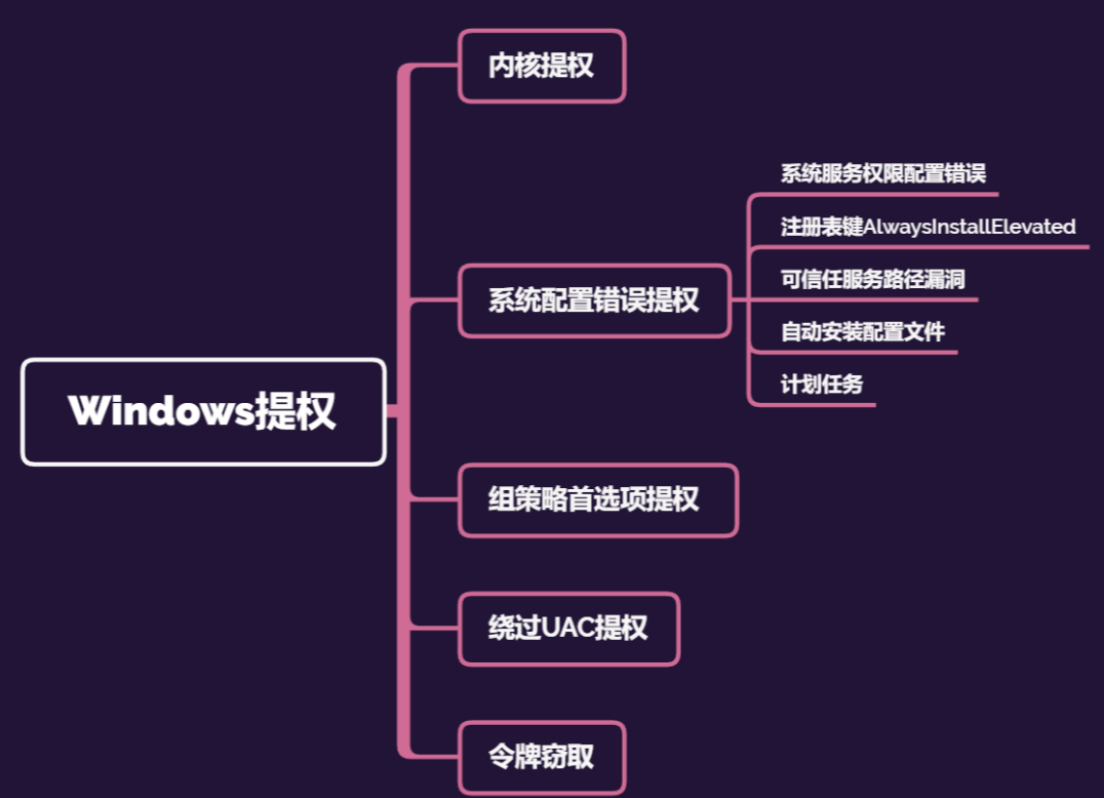 Windows提权
内核提权
系统配置错误提权
系统服务权限配置错误
注册表键AlwaysInstallElevated
可信任服务路径漏洞
自动安装配置文件
计划任务
组策略首选项提权
绕过UAC提权
令牌窃取